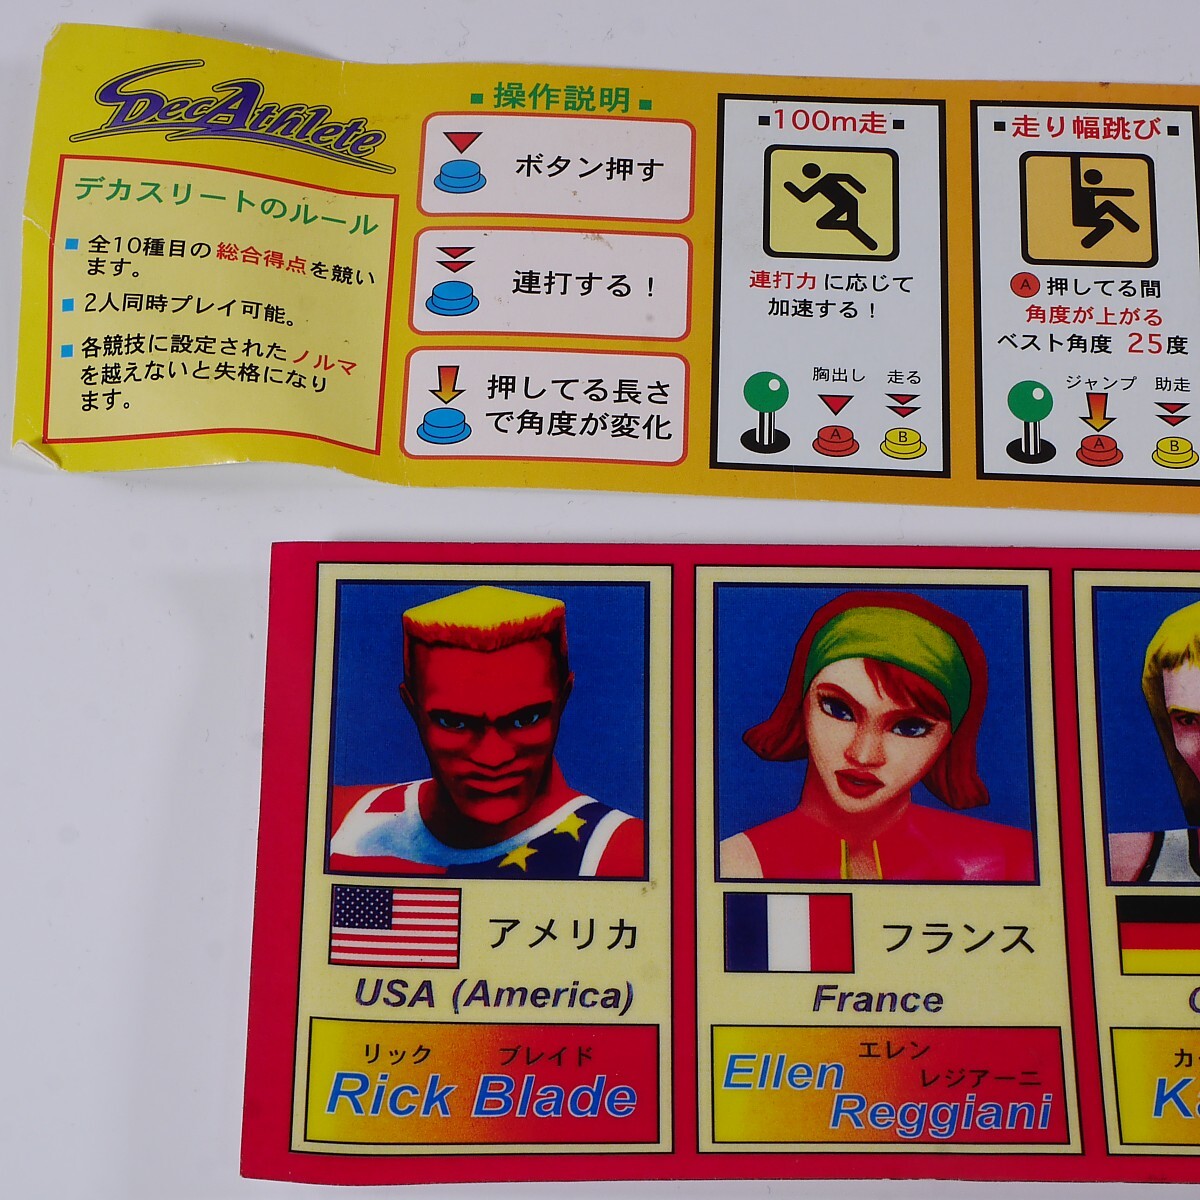 DecAthlete
デカスリートのルール
■ 全10種目の 総合得点を競い
ます。
■ 2人同時プレイ可能。
■ 各競技に設定されたノルマ
を越えないと失格になり
ます。
■ 操作説明 ■
ボタン押す
連打する！
押してる長さ
で角度が変化
■100m走■
連打力に応じて
加速する！
胸出し 走る
A B
■走り幅跳び■
A 押してる間
角度が上がる
ベスト角度 25度
ジャンプ 助走
A B
アメリカ
USA (America)
リック ブレイド
Rick Blade
フランス
France
エレン
Ellen
レジアーニ
Reggiani